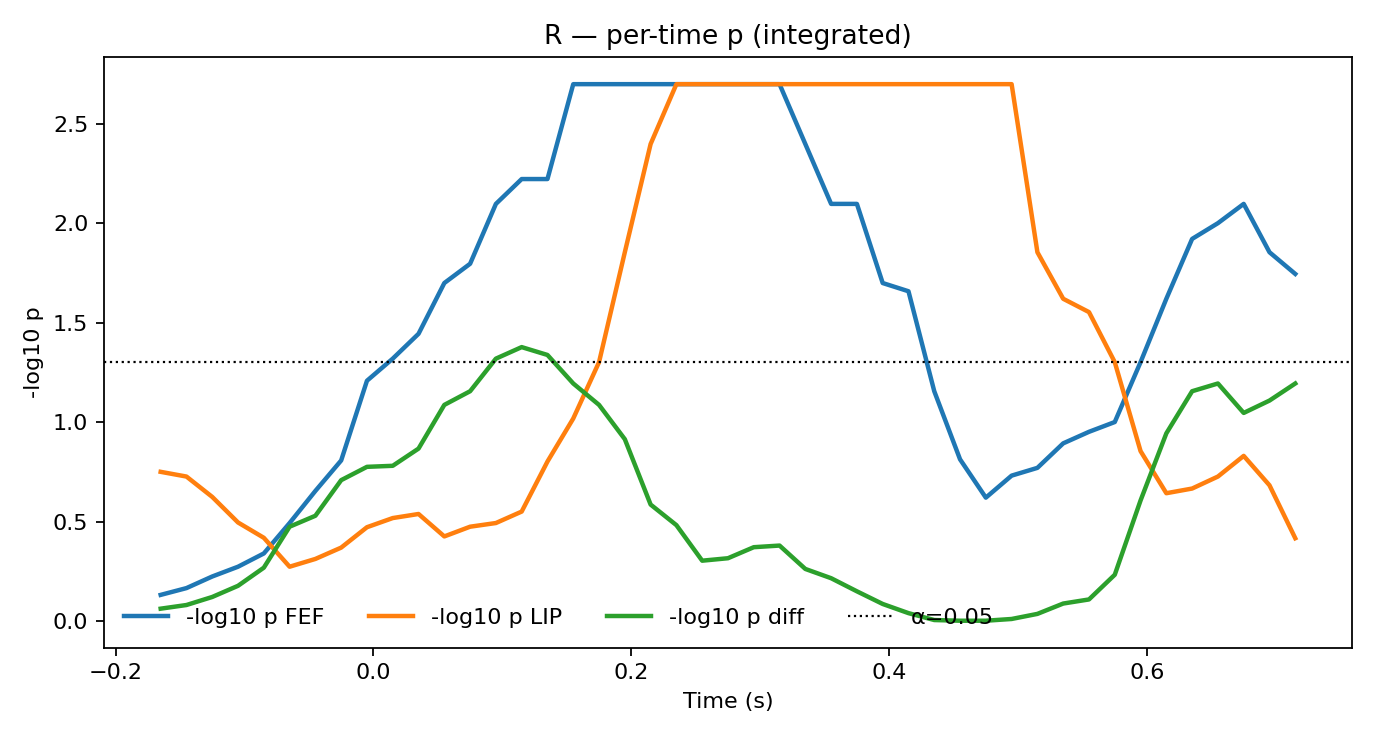 R — per-time p (integrated)
-log10 p
2.5
2.0
1.5
1.0
0.5
0.0
-log10 p FEF
-log10 p LIP
-log10 p diff
α=0.05
−0.2
0.0
0.2
0.4
0.6
Time (s)